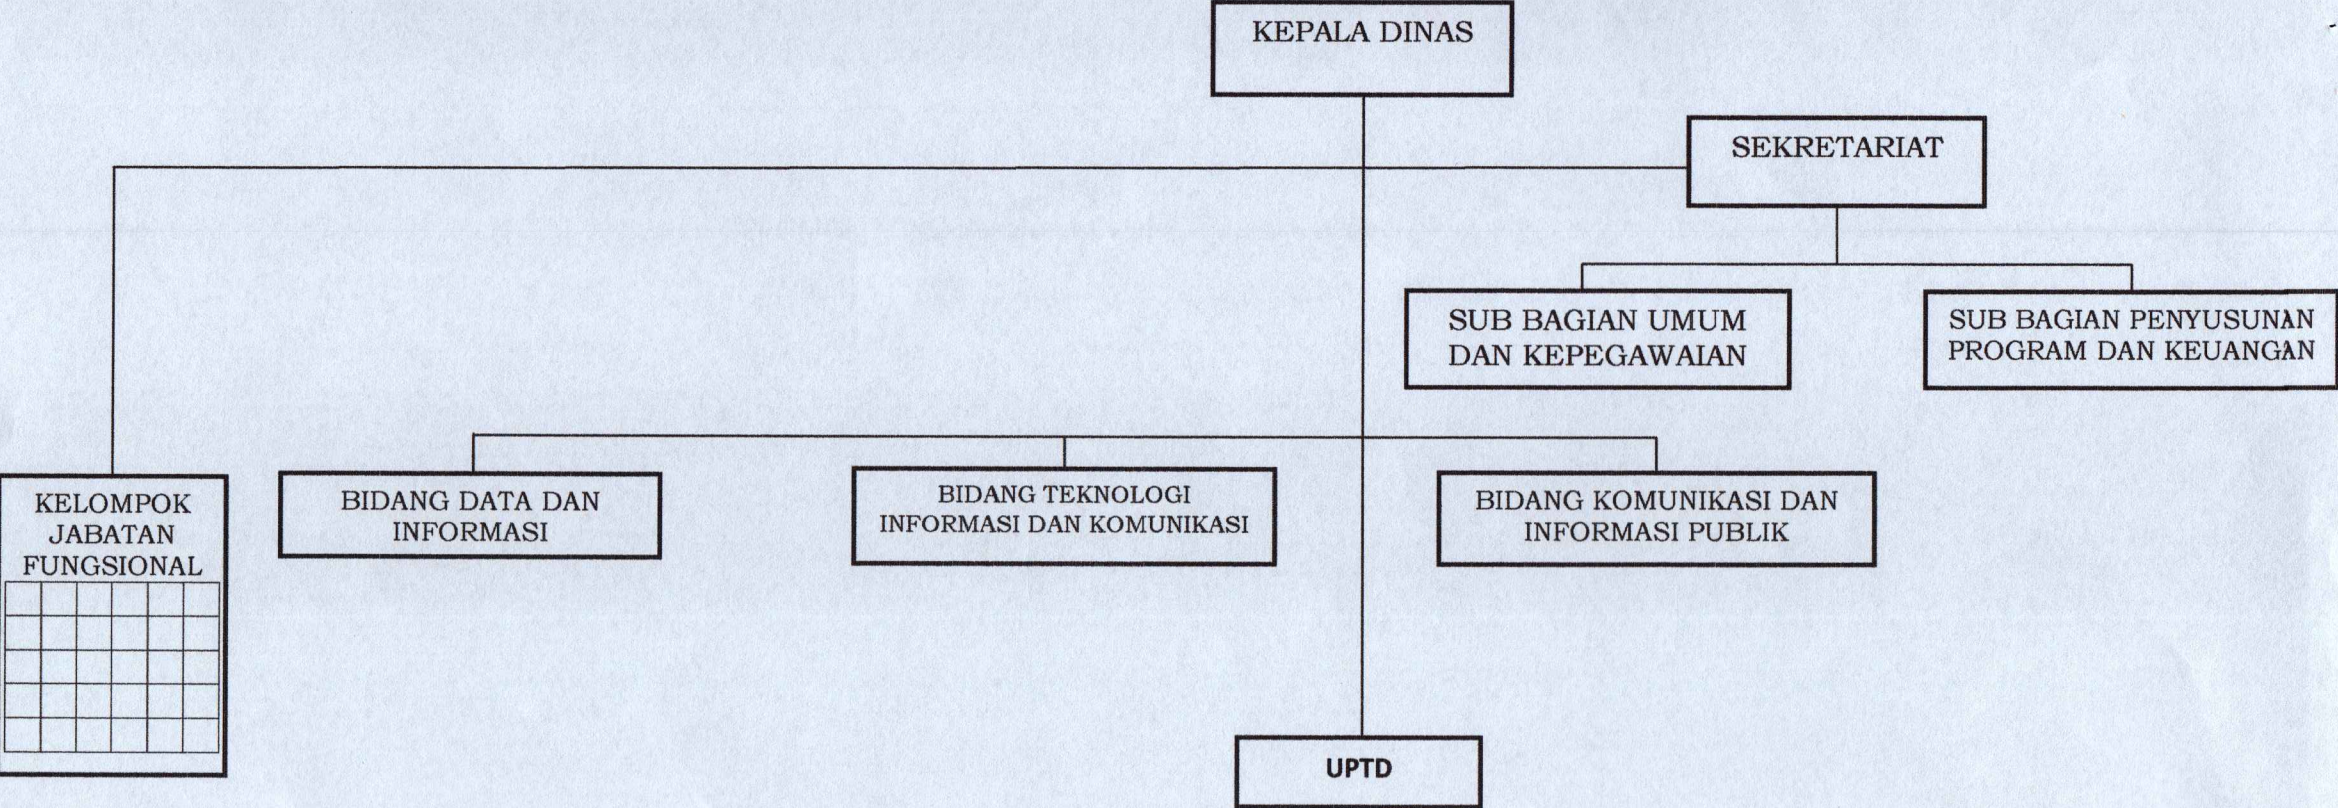 KEPALA DINAS
SEKRETARIAT
SUB BAGIAN UMUM
DAN KEPEGAWAIAN
SUB BAGIAN PENYUSUNAN
PROGRAM DAN KEUANGAN
KELOMPOK
JABATAN
FUNGSIONAL
BIDANG DATA DAN
INFORMASI
BIDANG TEKNOLOGI
INFORMASI DAN KOMUNIKASI
BIDANG KOMUNIKASI DAN
INFORMASI PUBLIK
UPTD